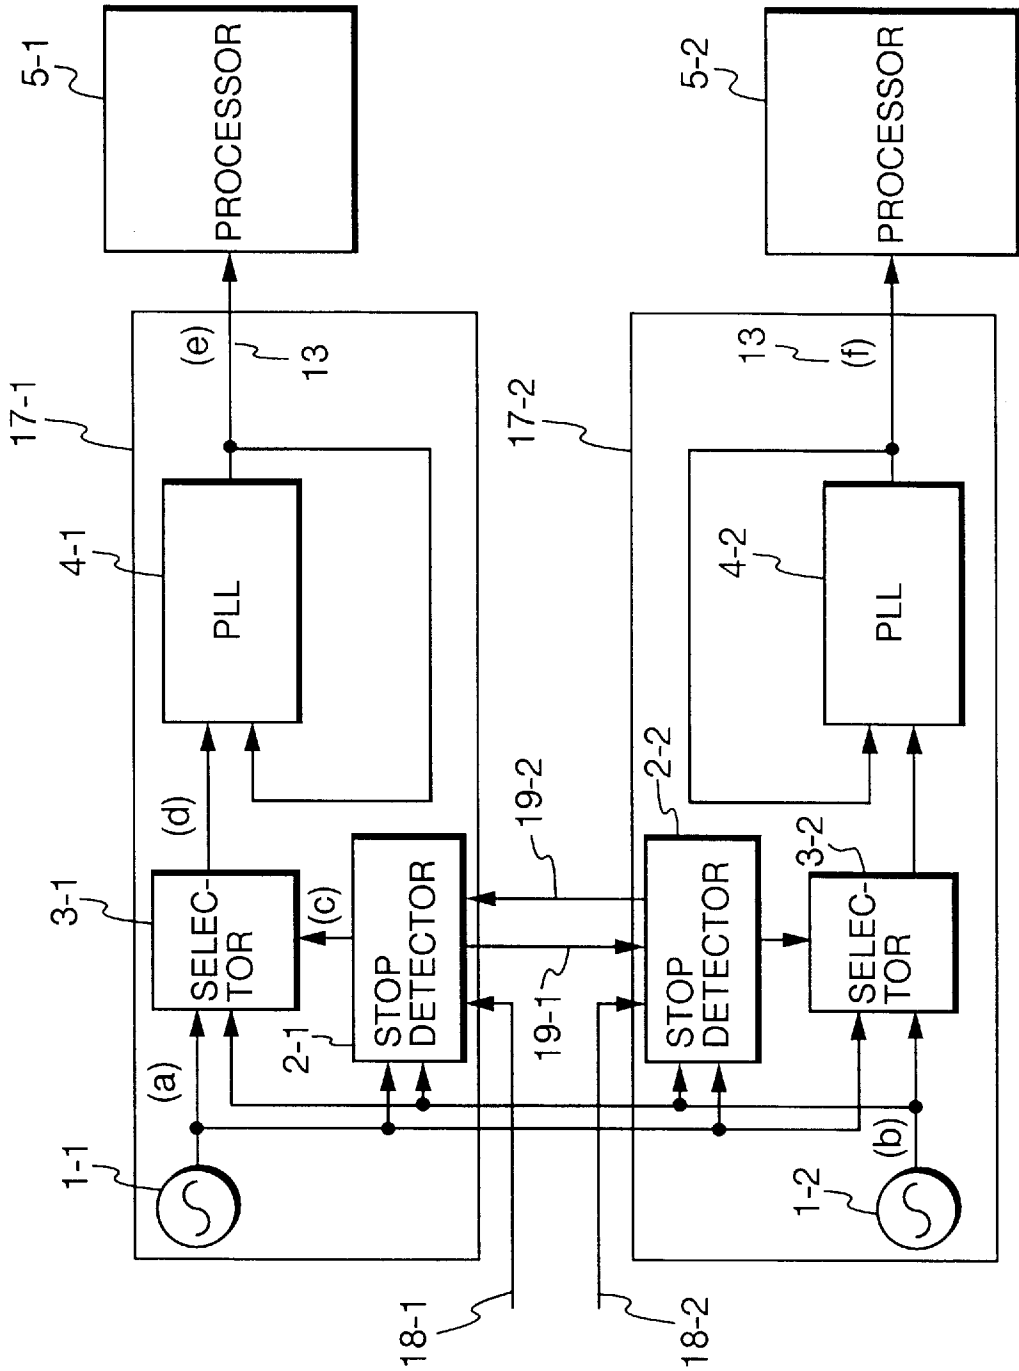 5-1
PROCESSOR
17-1
(e)
13
4-1
PLL
(d)
3-1
SELEC-
TOR
(c)
2-1
STOP
DETECTOR
(a)
1-1
19-2
19-1
18-1
18-2
5-2
PROCESSOR
17-2
13
(f)
4-2
PLL
2-2
STOP
DETECTOR
3-2
SELEC-
TOR
(b)
1-2